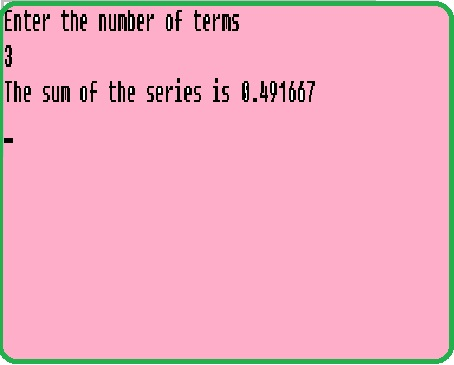 Enter the number of terms
3
The sum of the series is 0.491667